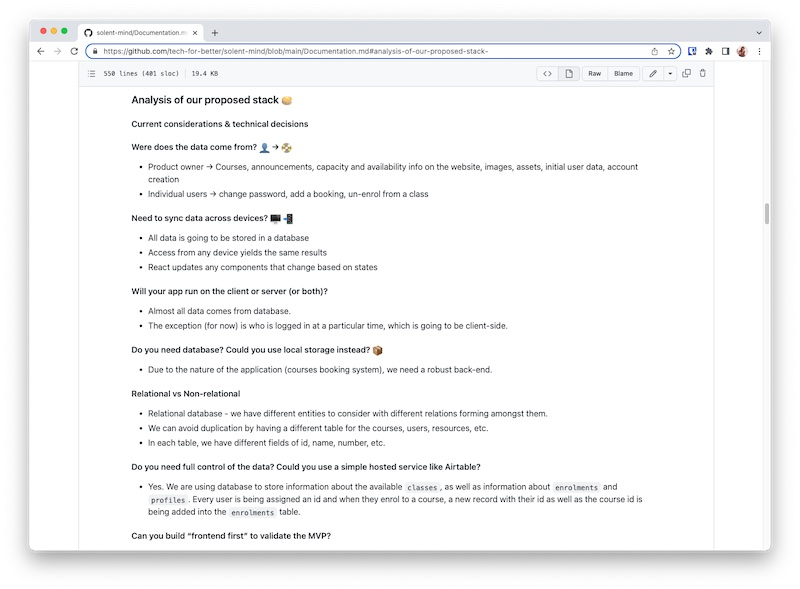 solent-mind/Documentation.md
https://github.com/tech-for-better/solent-mind/blob/main/Documentation.md#analysis-of-our-proposed-stack-
550 lines (401 sloc) 19.4 KB
Raw
Blame
Analysis of our proposed stack
Current considerations & technical decisions
Were does the data come from? →
• Product owner → Courses, announcements, capacity and availability info on the website, images, assets, initial user data, account
creation
• Individual users → change password, add a booking, un-enrol from a class
Need to sync data across devices?
• All data is going to be stored in a database
• Access from any device yields the same results
• React updates any components that change based on states
Will your app run on the client or server (or both)?
• Almost all data comes from database.
• The exception (for now) is who is logged in at a particular time, which is going to be client-side.
Do you need database? Could you use local storage instead?
• Due to the nature of the application (courses booking system), we need a robust back-end.
Relational vs Non-relational
• Relational database - we have different entities to consider with different relations forming amongst them.
• We can avoid duplication by having a different table for the courses, users, resources, etc.
• In each table, we have different fields of id, name, number, etc.
Do you need full control of the data? Could you use a simple hosted service like Airtable?
• Yes. We are using database to store information about the available classes, as well as information about enrolments and
profiles. Every user is being assigned an id and when they enrol to a course, a new record with their id as well as the course id is
being added into the enrolments table.
Can you build “frontend first” to validate the MVP?